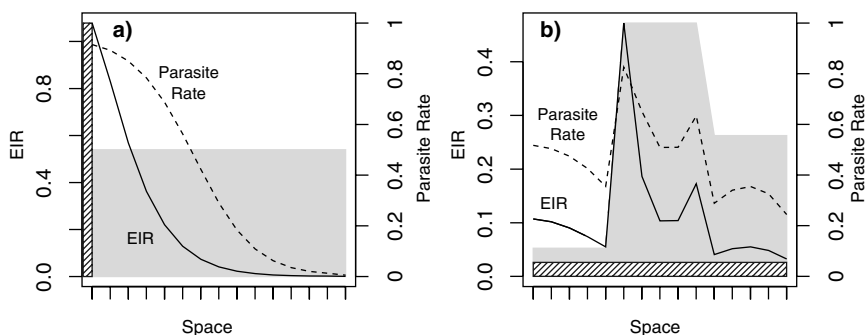 a)
Parasite
Rate
EIR
EIR
0.0 0.4 0.8
0 0.2 0.4 0.6 0.8 1
Parasite Rate
Space
b)
Parasite
Rate
EIR
EIR
0.0 0.1 0.2 0.3 0.4
0 0.2 0.4 0.6 0.8 1
Parasite Rate
Space